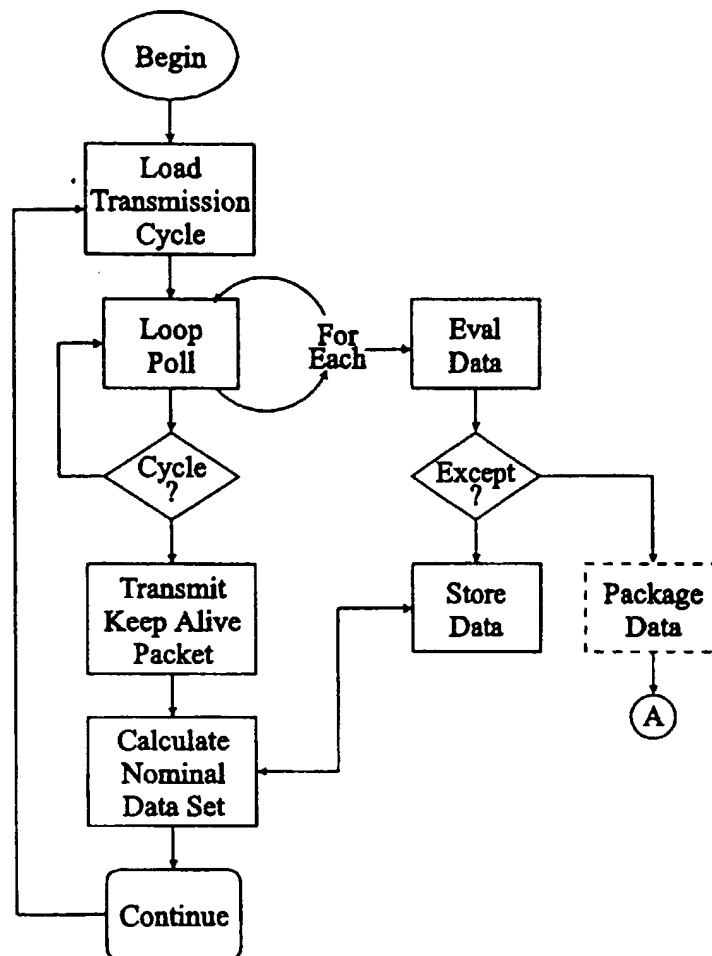 Begin
Load
Transmission
Cycle
Loop
Poll
For
Each
Eval
Data
Cycle
?
Except
?
Transmit
Keep Alive
Packet
Store
Data
Package
Data
A
Calculate
Nominal
Data Set
Continue